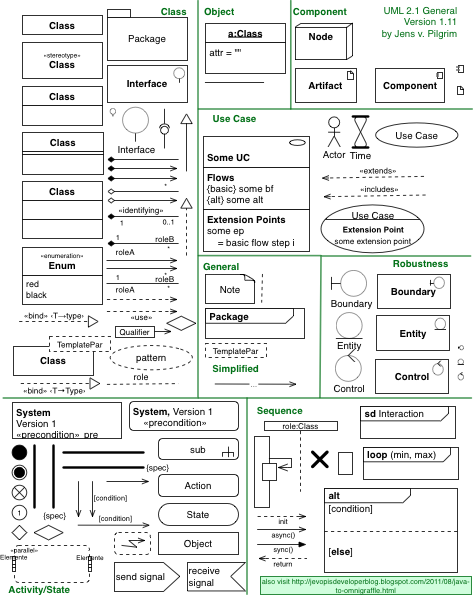 Class
Object
Component
UML 2.1 General
Version 1.11
by Jens v. Pilgrim
Class
«stereotype»
Class
Class
Class
Class
Package
Interface
Interface
«identifying»
1
0..1
*
*
1
roleB
roleA
*
1
roleB
roleA
«enumeration»
Enum
red
black
«bind› ‹T→type›
«use»
Qualifier
TemplatePar
Class
pattern
role
«bind› ‹T→Type›
a:Class
attr = ""
Node
Artifact
Component
Use Case
Some UC
Flows
{basic} some bf
{alt} some alt
Extension Points
some ep
= basic flow step i
Actor
Time
Use Case
«extends»
«includes»
Use Case
Extension Point
some extension point
General
Note
Package
TemplatePar
Simplified
...
Robustness
Boundary
Boundary
Entity
Entity
Control
Control
System
Version 1
«precondition» pre
System, Version 1
«precondition»
sub
{spec}
Action
[condition]
State
1
{spec}
[condition]
Object
«parallel»
Elemente
Elemente
send signal
receive
signal
Activity/State
Sequence
role:Class
sd Interaction
loop (min, max)
alt
[condition]
[else]
init
async()
sync()
return
also visit http://jevopisdeveloperblog.blogspot.com/2011/08/java-
to-omnigraffle.html